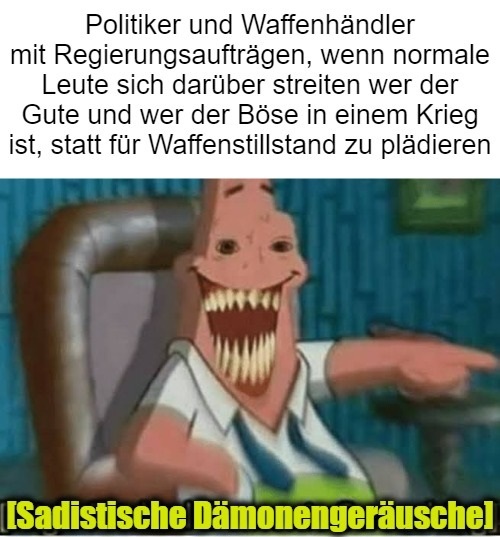 Politiker und Waffenhändler
mit Regierungsaufträgen, wenn normale
Leute sich darüber streiten wer der
Gute und wer der Böse in einem Krieg
ist, statt für Waffenstillstand zu plädieren
[Sadistische Dämonengeräusche]